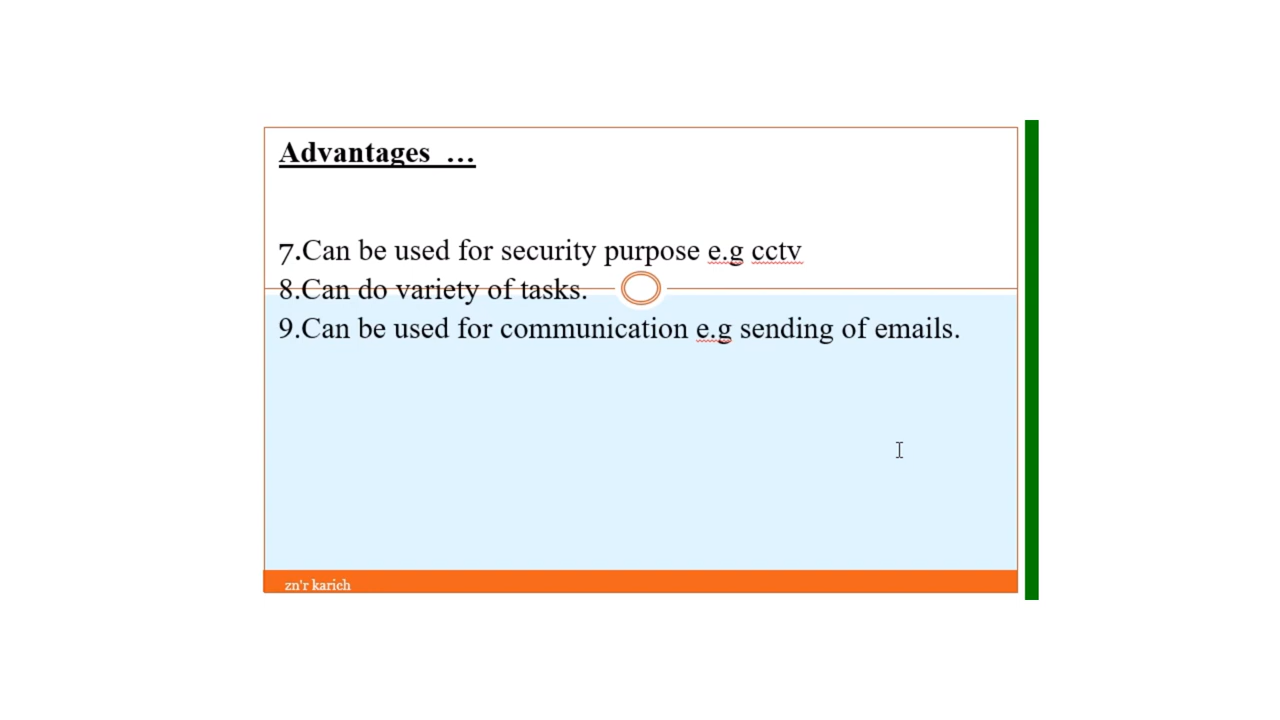 Advantages ...
7.Can be used for security purpose e.g cctv
8.Can do variety of tasks.
9.Can be used for communication e.g sending of emails.
zn'r karich